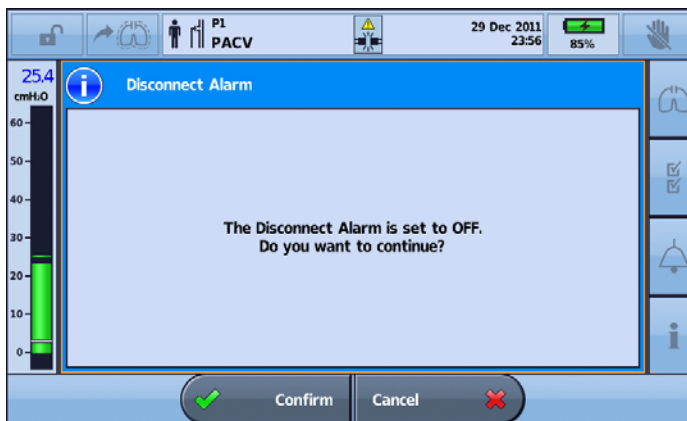 P1
PACV
29 Dec 2011
23:56
85%
25.4
cmH₂O
Disconnect Alarm
60
50
40
30
20
10
0
The Disconnect Alarm is set to OFF.
Do you want to continue?
Confirm
Cancel